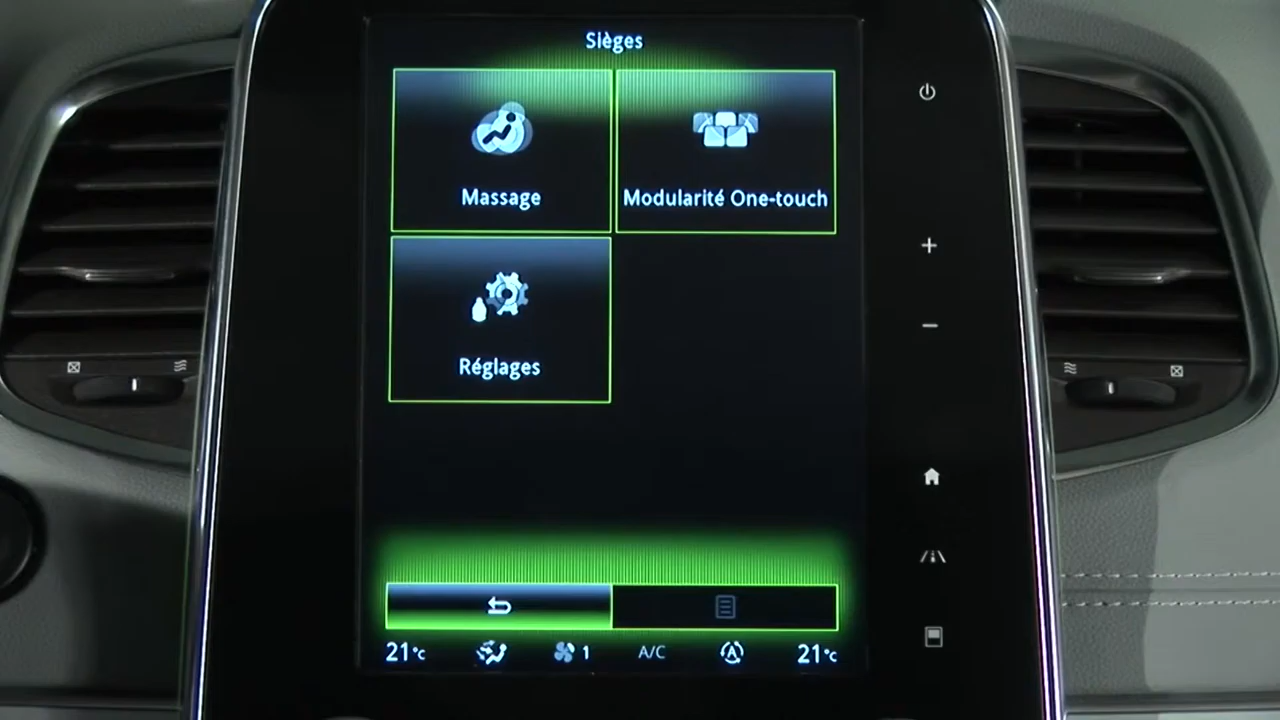 Sièges
Massage
Modularité One-touch
Réglages
21°c
1
A/C
A
21°c